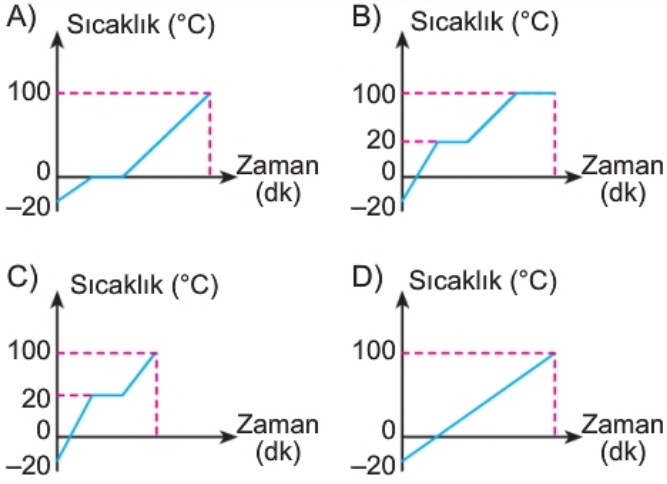 A) Sıcaklık (°C)
100
0
–20
Zaman
(dk)
B) Sıcaklık (°C)
100
20
0
–20
Zaman
(dk)
C) Sıcaklık (°C)
100
20
0
–20
Zaman
(dk)
D) Sıcaklık (°C)
100
0
–20
Zaman
(dk)